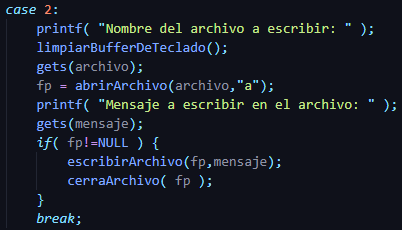 case 2:
printf( "Nombre del archivo a escribir: " );
limpiarBufferDeTeclado();
gets(archivo);
fp = abrirArchivo(archivo,"a");
printf( "Mensaje a escribir en el archivo: " );
gets(mensaje);
if( fp!=NULL ) {
escribirArchivo(fp,mensaje);
cerraArchivo( fp );
}
break;